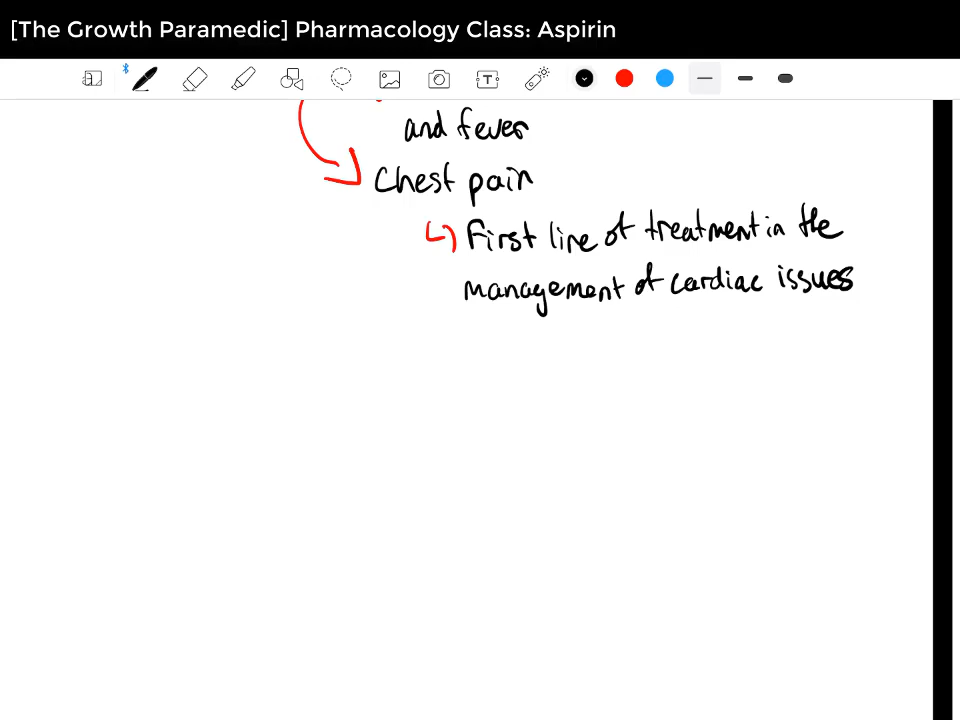 [The Growth Paramedic] Pharmacology Class: Aspirin
and fever
Chest pain
First line of treatment in the
management of cardiac issues